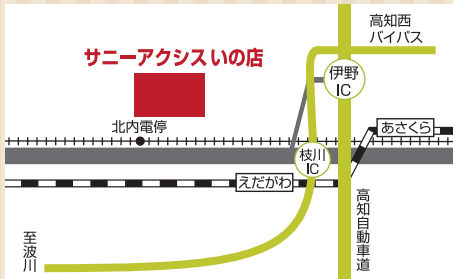 高知西
バイパス
サニーアクシスいの店
伊野
IC
北内電停
あさくら
枝川
IC
えだがわ
高知自動車道
至波川